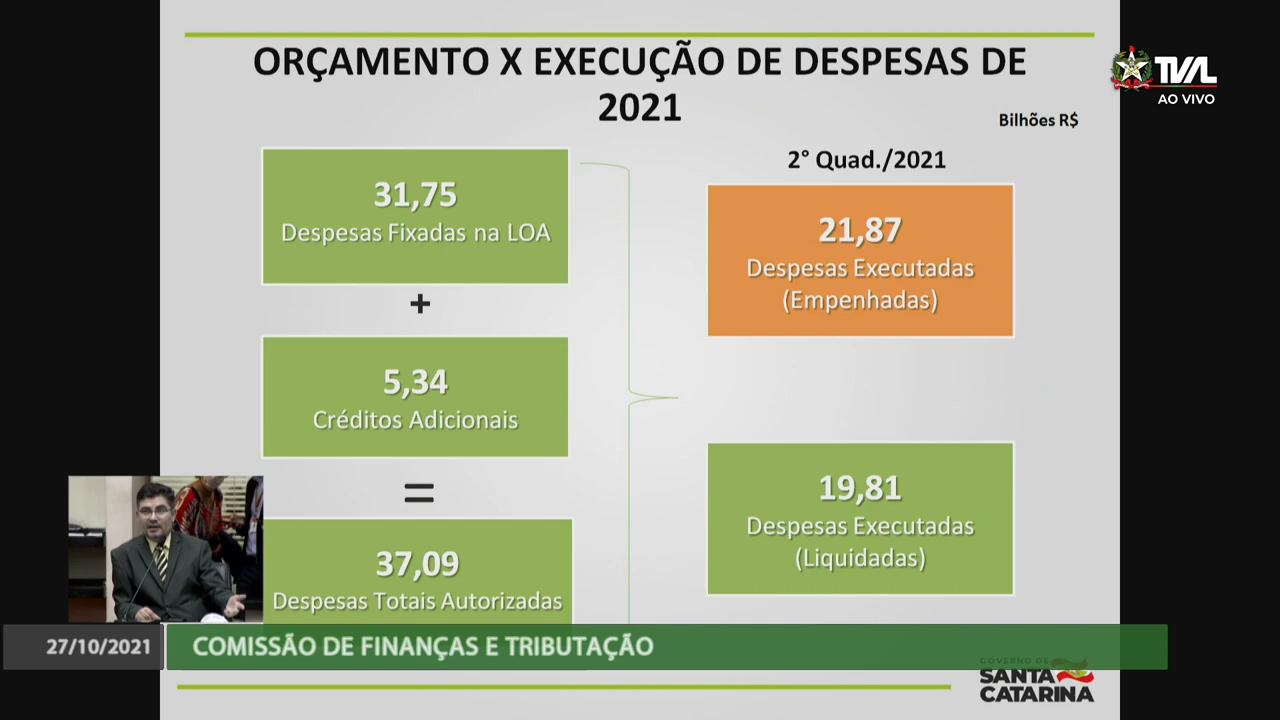 ORÇAMENTO X EXECUÇÃO DE DESPESAS DE
2021
Bilhões R$
TVAL
AO VIVO
31,75
Despesas Fixadas na LOA
+
5,34
Créditos Adicionais
=
37,09
Despesas Totais Autorizadas
2° Quad./2021
21,87
Despesas Executadas
(Empenhadas)
19,81
Despesas Executadas
(Liquidadas)
27/10/2021
COMISSÃO DE FINANÇAS E TRIBUTAÇÃO
GOVERNO DE
SANTA
CATARINA